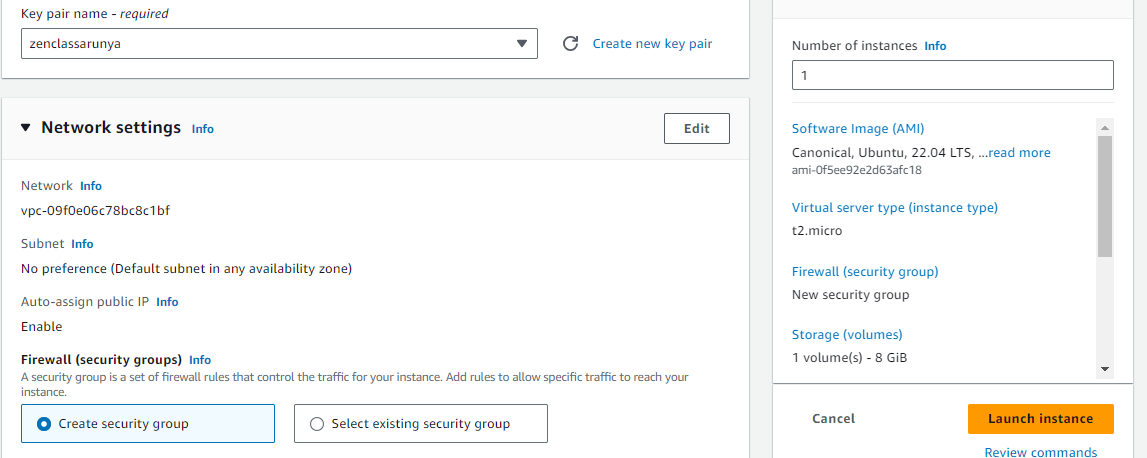 Key pair name - required
zenclassarunya
Create new key pair
Network settings Info
Edit
Network Info
vpc-09f0e06c78bc8c1bf
Subnet Info
No preference (Default subnet in any availability zone)
Auto-assign public IP Info
Enable
Firewall (security groups) Info
A security group is a set of firewall rules that control the traffic for your instance. Add rules to allow specific traffic to reach your
instance.
Create security group
Select existing security group
Number of instances Info
1
Software Image (AMI)
Canonical, Ubuntu, 22.04 LTS, ...read more
ami-0f5ee92e2d63afc18
Virtual server type (instance type)
t2.micro
Firewall (security group)
New security group
Storage (volumes)
1 volume(s) - 8 GiB
Cancel
Launch instance
Review commands